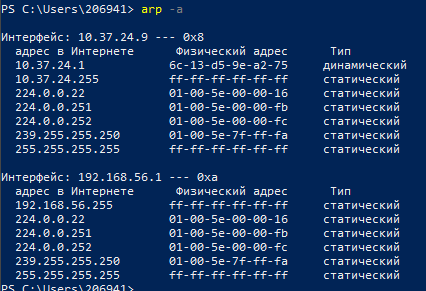 PS C:\Users\206941> arp -a
Интерфейс: 10.37.24.9 --- 0x8
адрес в Интернете Физический адрес Тип
10.37.24.1 6c-13-d5-9e-a2-75 динамический
10.37.24.255 ff-ff-ff-ff-ff-ff статический
224.0.0.22 01-00-5e-00-00-16 статический
224.0.0.251 01-00-5e-00-00-fb статический
224.0.0.252 01-00-5e-00-00-fc статический
239.255.255.250 01-00-5e-7f-ff-fa статический
255.255.255.255 ff-ff-ff-ff-ff-ff статический
Интерфейс: 192.168.56.1 --- 0xa
адрес в Интернете Физический адрес Тип
192.168.56.255 ff-ff-ff-ff-ff-ff статический
224.0.0.22 01-00-5e-00-00-16 статический
224.0.0.251 01-00-5e-00-00-fb статический
224.0.0.252 01-00-5e-00-00-fc статический
239.255.255.250 01-00-5e-7f-ff-fa статический
255.255.255.255 ff-ff-ff-ff-ff-ff статический
PS C:\Users\206941>